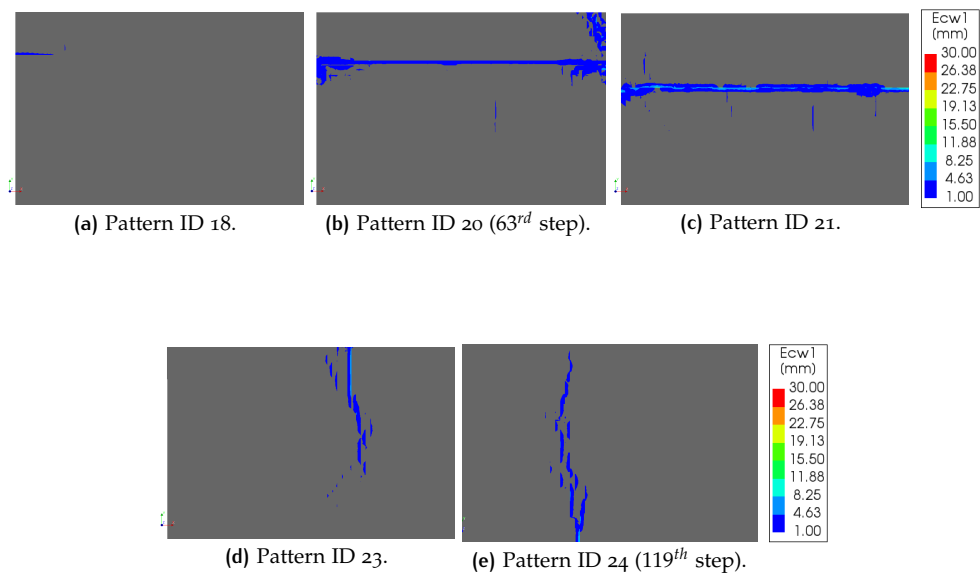 Ecw1
(mm)
30.00
26.38
22.75
19.13
15.50
11.88
8.25
4.63
1.00
(a) Pattern ID 18.
(b) Pattern ID 20 (63rd step).
(c) Pattern ID 21.
Ecw1
(mm)
30.00
26.38
22.75
19.13
15.50
11.88
8.25
4.63
1.00
(d) Pattern ID 23.
(e) Pattern ID 24 (119th step).